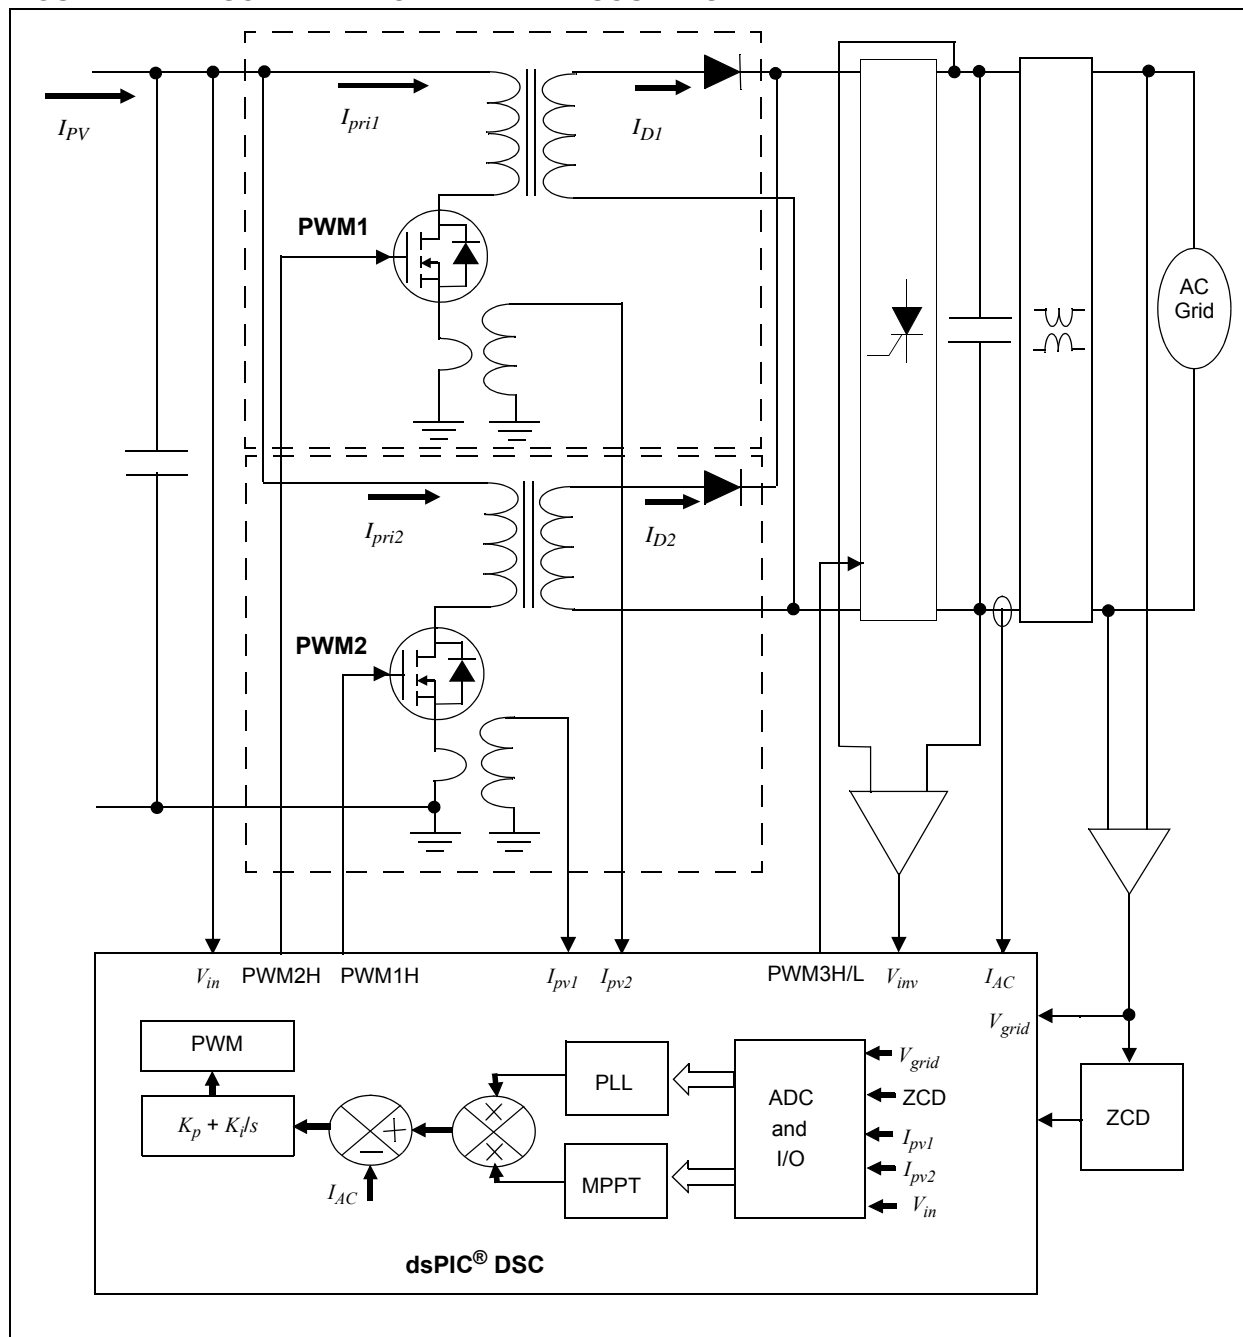 I_PV
I_pri1
I_D1
PWM1
AC
Grid
I_pri2
I_D2
PWM2
V_in
PWM2H
PWM1H
I_pv1
I_pv2
PWM3H/L
V_inv
I_AC
V_grid
PWM
PLL
ADC
and
I/O
V_grid
ZCD
I_pv1
I_pv2
V_in
ZCD
K_p + K_i/s
MPPT
I_AC
dsPIC® DSC